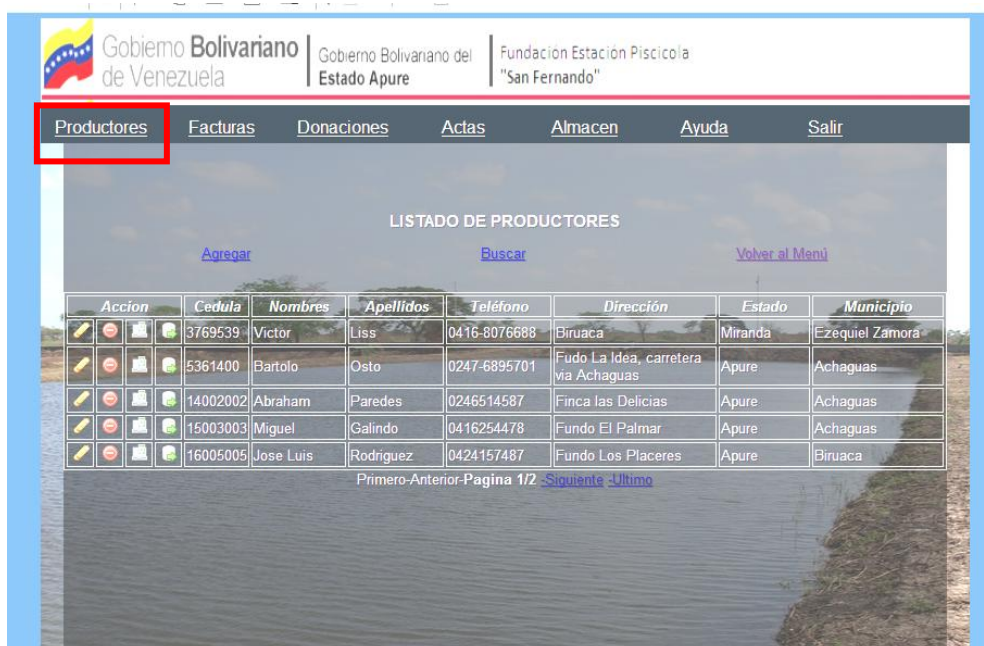 Gobierno Bolivariano de Venezuela
Gobierno Bolivariano del Estado Apure
Fundación Estación Piscicola "San Fernando"
Productores Facturas Donaciones Actas Almacen Ayuda Salir
LISTADO DE PRODUCTORES
Agregar Buscar Volver al Menú
Accion Cedula Nombres Apellidos Teléfono Dirección Estado Municipio
3769539 Victor Liss 0416-8076688 Biruaca Miranda Ezequiel Zamora
5361400 Bartolo Osto 0247-6895701 Fudo La Idea, carretera via Achaguas Apure Achaguas
14002002 Abraham Paredes 0246514587 Finca las Delicias Apure Achaguas
15003003 Miguel Galindo 0416254478 Fundo El Palmar Apure Achaguas
16005005 Jose Luis Rodriguez 0424157487 Fundo Los Placeres Apure Biruaca
Primero-Anterior-Pagina 1/2 -Siguiente -Ultimo